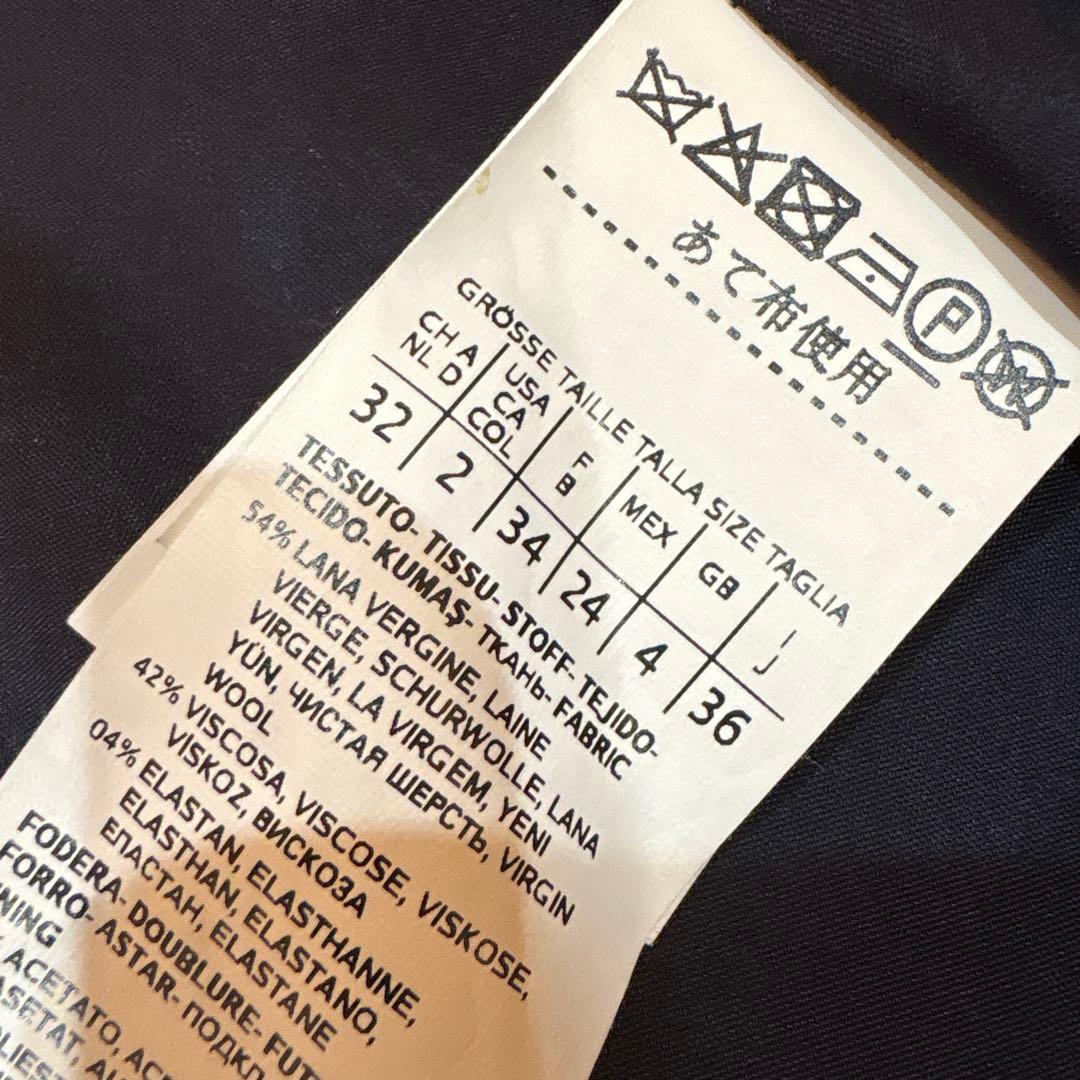 P
W
あて布使用
GRÖSSE TAILLE TALLA SIZE TAGLIA
CH A NL D
USA CA COL
F B
MEX
GB
I J
32
2
34
24
4
36
TESSUTO- TISSU- STOFF- TEJIDO-
TECIDO- KUMAŞ- ТКАНЬ- FABRIC
54% LANA VERGINE, LAINE
VIERGE, SCHURWOLLE, LANA
VIRGEN, LA VIRGEM, YENI
YÜN, ЧИСТАЯ ШЕРСТЬ, VIRGIN
WOOL
42% VISCOSA, VISCOSE, VISKOSE,
VISKOZ, ВИСКОЗА
04% ELASTAN, ELASTHANNE,
ELASTHAN, ELASTANO,
ЕПАСТАН, ELASTANE
FODERA- DOUBLURE- FUT
FORRO- ASTAR- ПОДКЛ
NING
ACETATO, ACE
ASETAT,